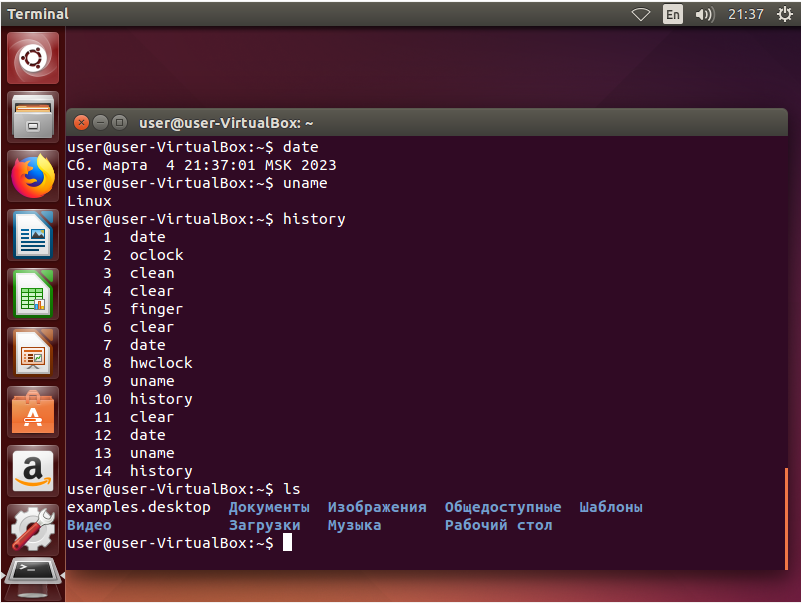 Terminal En 21:37
user@user-VirtualBox: ~
user@user-VirtualBox:~$ date
Сб. марта  4 21:37:01 MSK 2023
user@user-VirtualBox:~$ uname
Linux
user@user-VirtualBox:~$ history
    1  date
    2  oclock
    3  clean
    4  clear
    5  finger
    6  clear
    7  date
    8  hwclock
    9  uname
   10  history
   11  clear
   12  date
   13  uname
   14  history
user@user-VirtualBox:~$ ls
examples.desktop  Документы  Изображения  Общедоступные  Шаблоны
Видео             Загрузки   Музыка       Рабочий стол
user@user-VirtualBox:~$